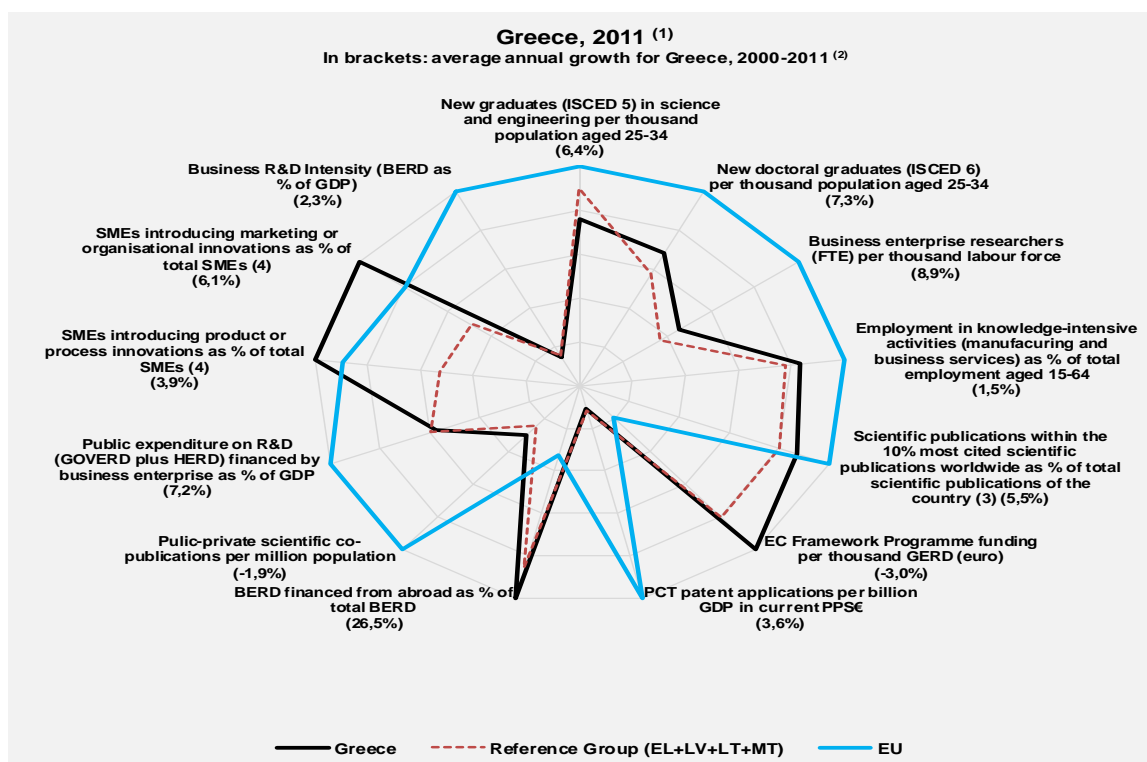 Greece, 2011 (1)
In brackets: average annual growth for Greece, 2000-2011 (2)
New graduates (ISCED 5) in science
and engineering per thousand
population aged 25-34
(6,4%)
New doctoral graduates (ISCED 6)
per thousand population aged 25-34
(7,3%)
Business enterprise researchers
(FTE) per thousand labour force
(8,9%)
Employment in knowledge-intensive
activities (manufacuring and
business services) as % of total
employment aged 15-64
(1,5%)
Scientific publications within the
10% most cited scientific
publications worldwide as % of total
scientific publications of the
country (3) (5,5%)
EC Framework Programme funding
per thousand GERD (euro)
(-3,0%)
PCT patent applications per billion
GDP in current PPS€
(3,6%)
BERD financed from abroad as % of
total BERD
(26,5%)
Pulic-private scientific co-
publications per million population
(-1,9%)
Public expenditure on R&D
(GOVERD plus HERD) financed by
business enterprise as % of GDP
(7,2%)
SMEs introducing product or
process innovations as % of total
SMEs (4)
(3,9%)
SMEs introducing marketing or
organisational innovations as % of
total SMEs (4)
(6,1%)
Business R&D Intensity (BERD as
% of GDP)
(2,3%)
Greece
Reference Group (EL+LV+LT+MT)
EU